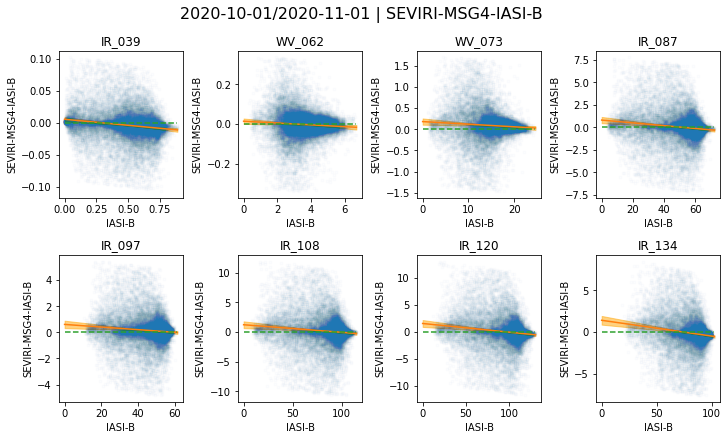 2020-10-01/2020-11-01 | SEVIRI-MSG4-IASI-B
IR_039
WV_062
WV_073
IR_087
SEVIRI-MSG4-IASI-B
0.10
0.05
0.00
−0.05
−0.10
0.00 0.25 0.50 0.75
IASI-B
SEVIRI-MSG4-IASI-B
0.2
0.0
−0.2
0 2 4 6
IASI-B
SEVIRI-MSG4-IASI-B
1.5
1.0
0.5
0.0
−0.5
−1.0
−1.5
0 10 20
IASI-B
SEVIRI-MSG4-IASI-B
7.5
5.0
2.5
0.0
−2.5
−5.0
−7.5
0 20 40 60
IASI-B
IR_097
IR_108
IR_120
IR_134
SEVIRI-MSG4-IASI-B
4
2
0
−2
−4
0 20 40 60
IASI-B
SEVIRI-MSG4-IASI-B
10
5
0
−5
−10
0 50 100
IASI-B
SEVIRI-MSG4-IASI-B
10
5
0
−5
−10
0 50 100
IASI-B
SEVIRI-MSG4-IASI-B
5
0
−5
0 50 100
IASI-B